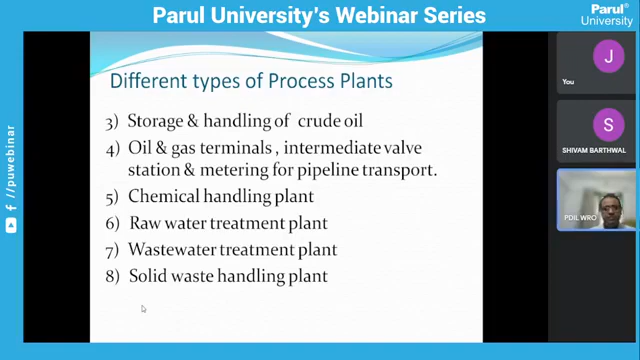 Parul University's Webinar Series
Parul®
University
Different types of Process Plants
3) Storage & handling of crude oil
4) Oil & gas terminals , intermediate valve
station & metering for pipeline transport.
5) Chemical handling plant
6) Raw water treatment plant
7) Wastewater treatment plant
8) Solid waste handling plant
J
You
S
SHIVAM BARTHWAL
PDIL WRO
f //puwebinar